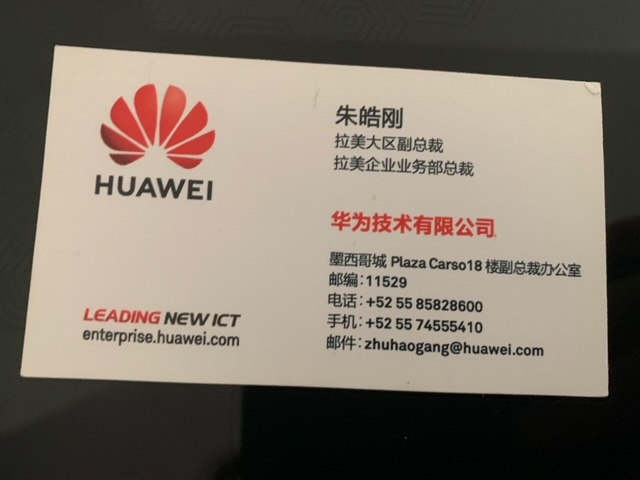 HUAWEI
LEADING NEW ICT
enterprise.huawei.com
朱皓刚
拉美大区副总裁
拉美企业业务部总裁
华为技术有限公司
墨西哥城 Plaza Carso18 楼副总裁办公室
邮编：11529
电话：+52 55 85828600
手机：+52 55 74555410
邮件：zhuhaogang@huawei.com